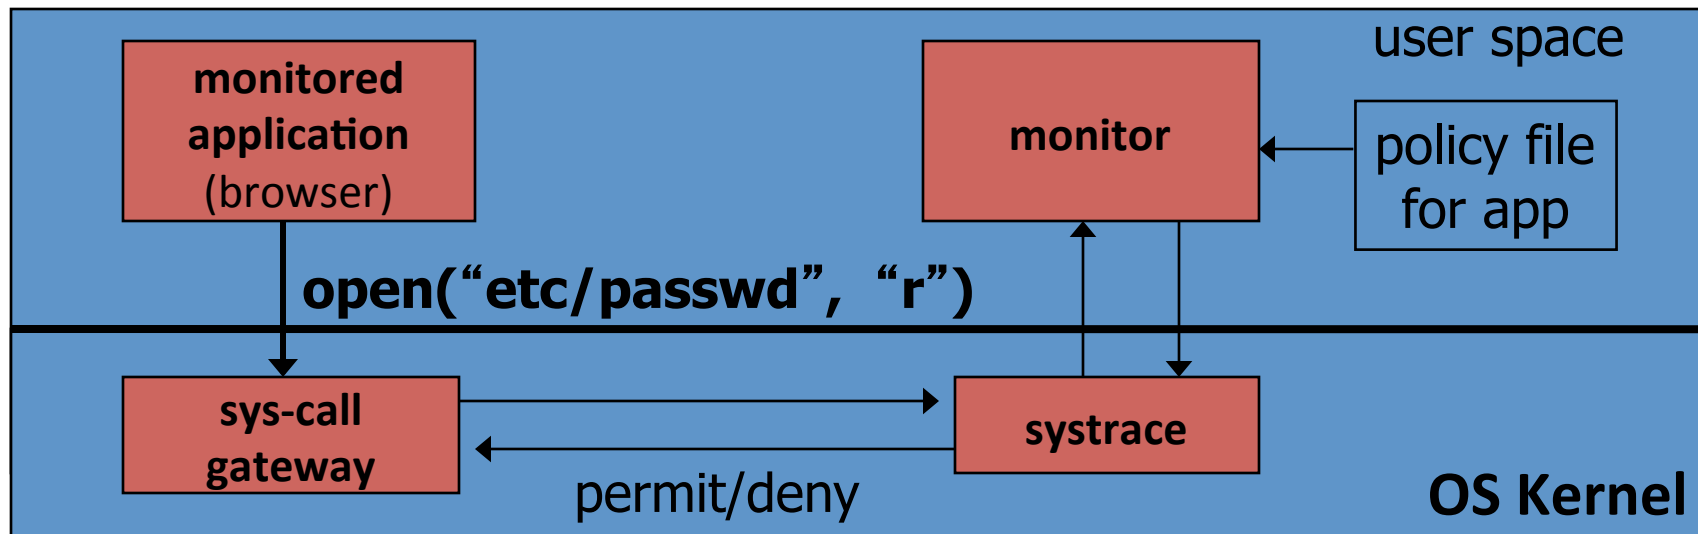 user space
monitored
application
(browser)
monitor
policy file
for app
open(“etc/passwd”, “r”)
sys-call
gateway
systrace
permit/deny
OS Kernel